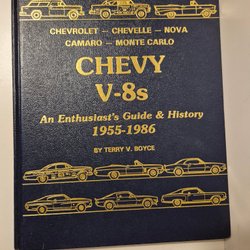 CHEVROLET — CHEVELLE — NOVA
CAMARO — MONTE CARLO
CHEVY
V-8s
An Enthusiast's Guide & History
1955-1986
BY TERRY V. BOYCE